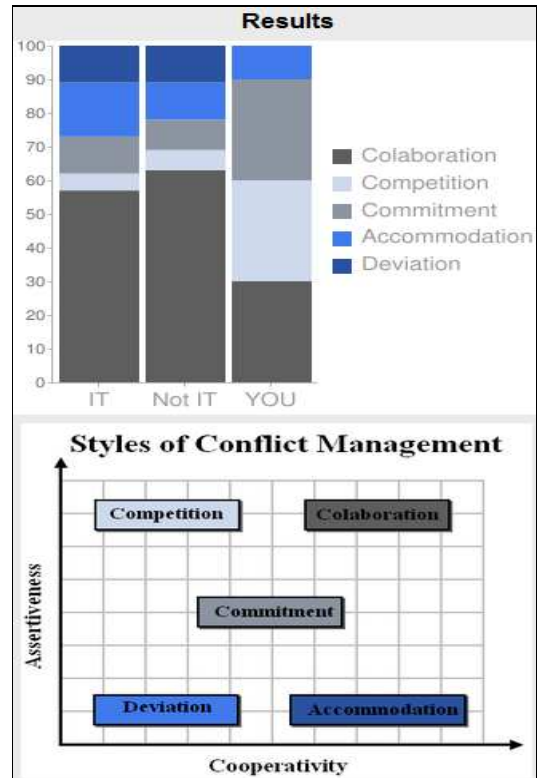 Results
100
90
80
70
60
50
40
30
20
10
0
IT Not IT YOU
Colaboration
Competition
Commitment
Accommodation
Deviation
Styles of Conflict Management
Assertiveness
Competition Colaboration
Commitment
Deviation Accommodation
Cooperativity